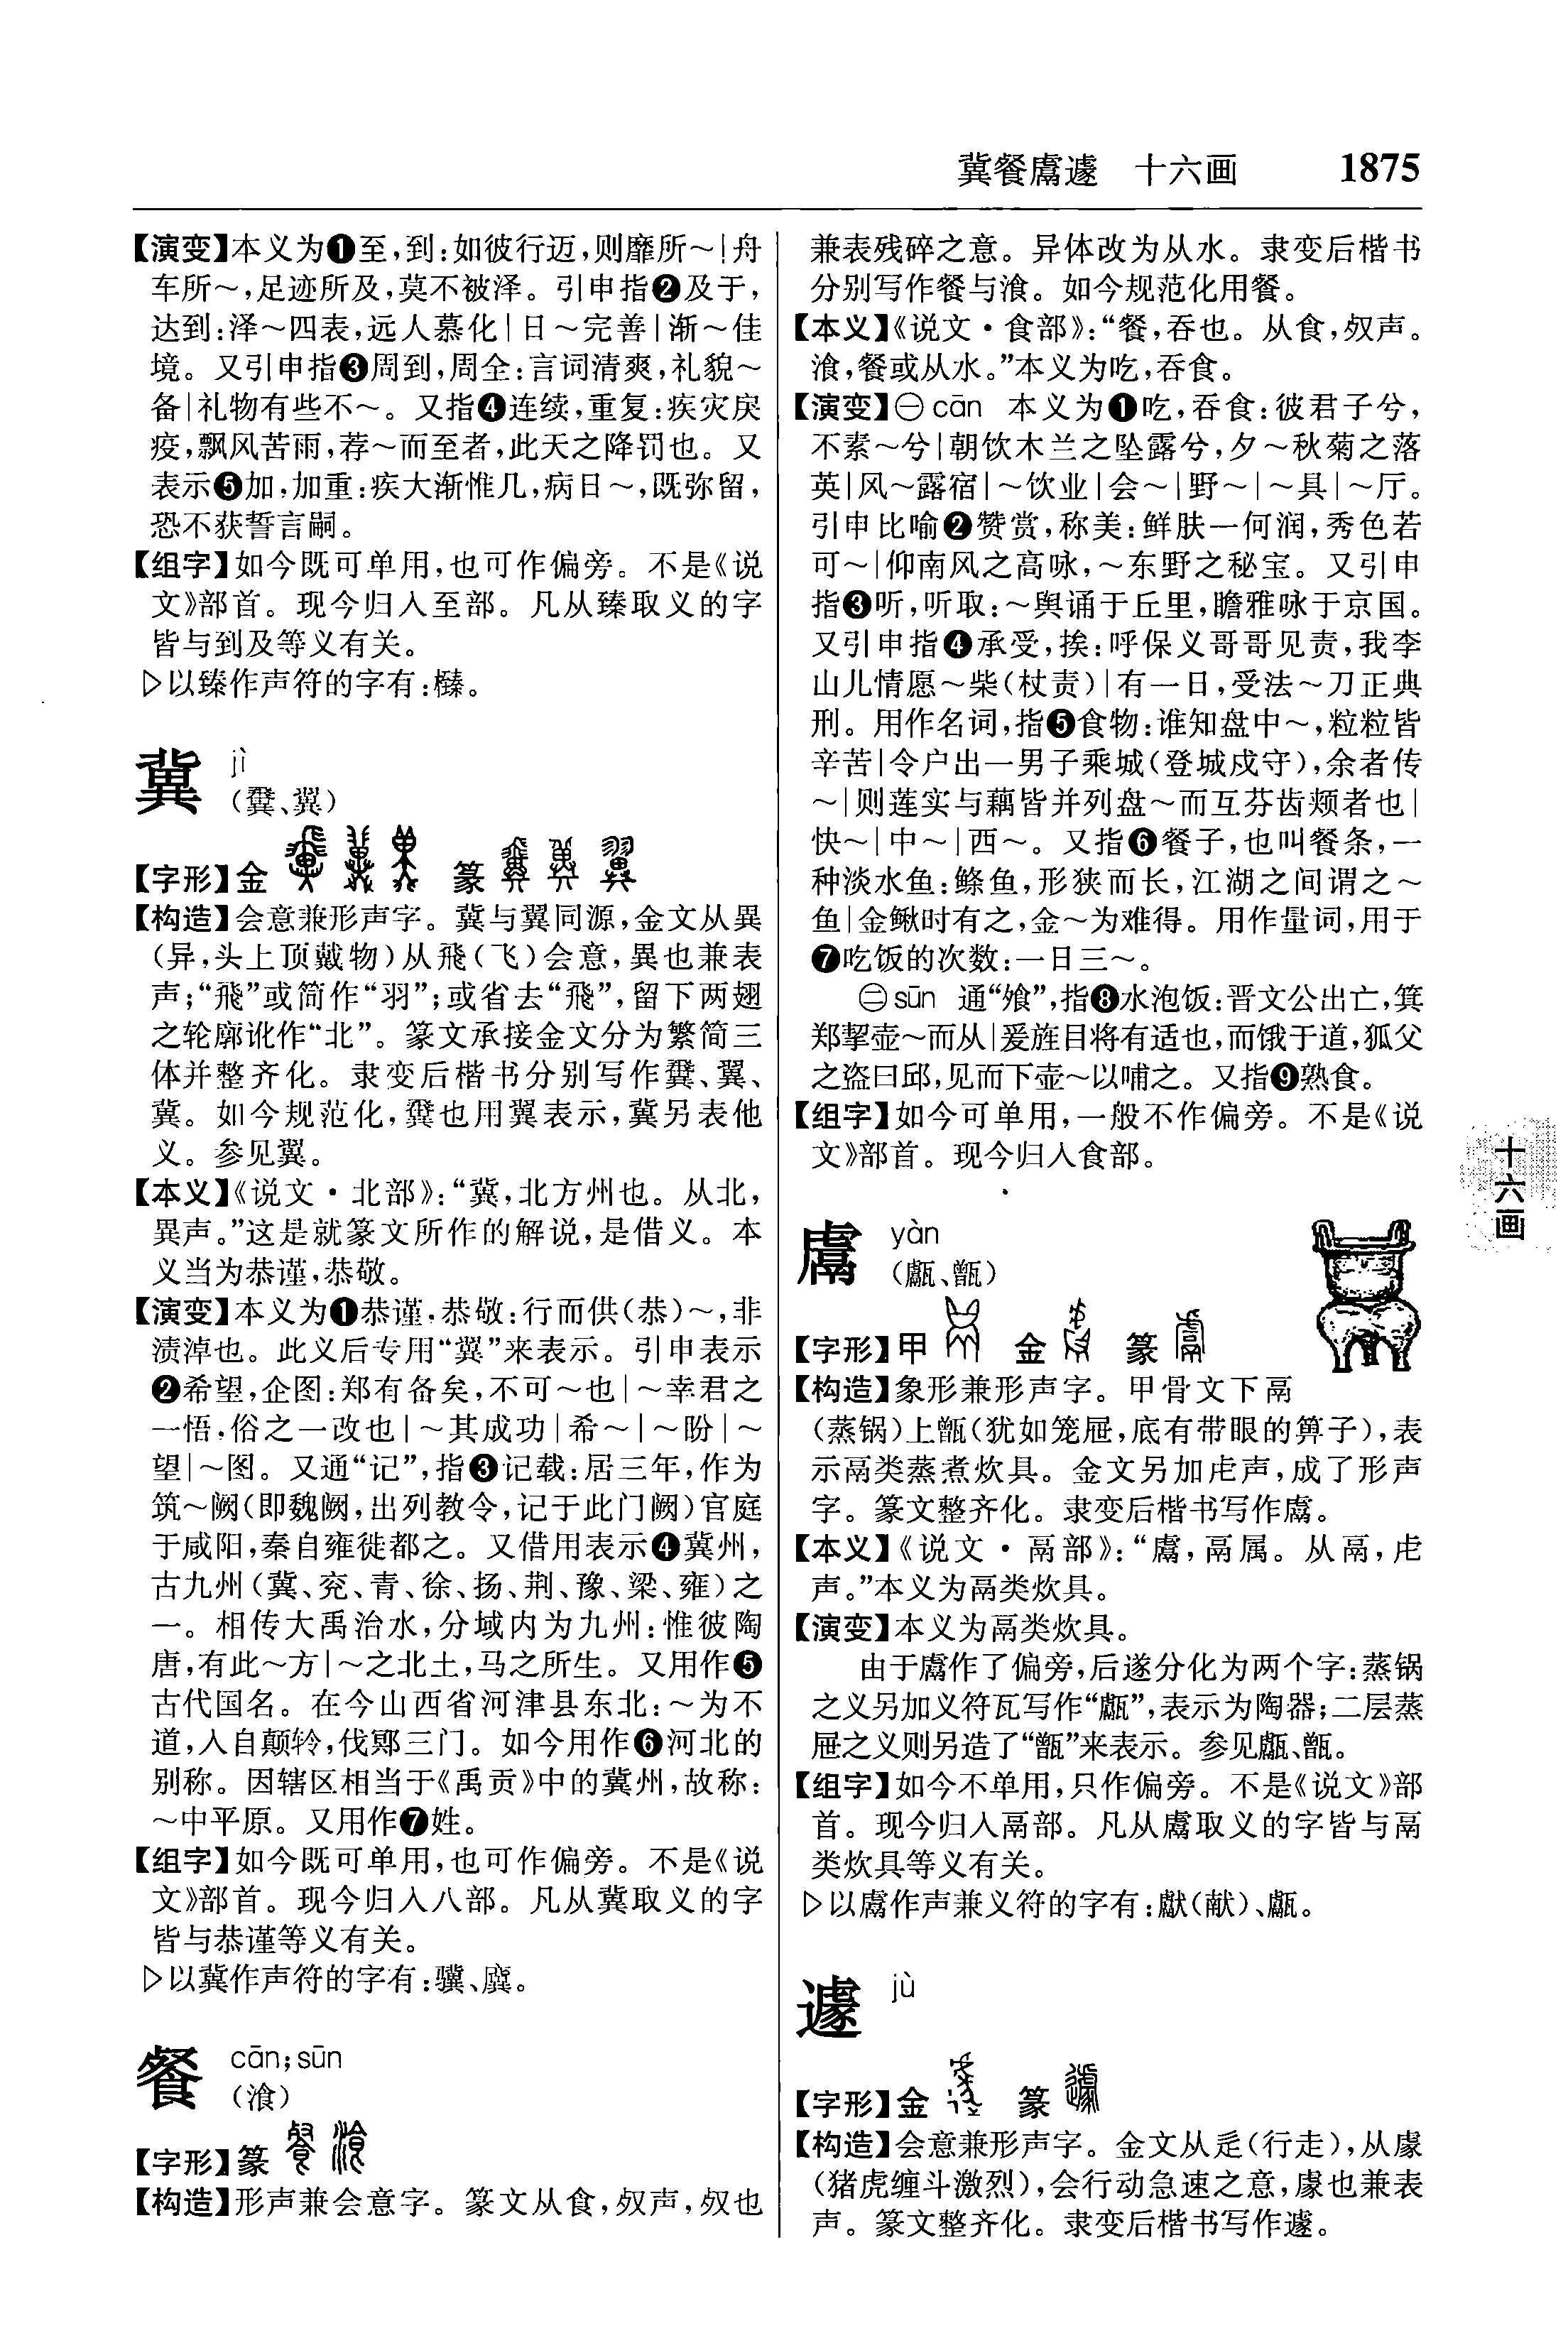 冀餐鬳遽 十六画 1875
【演变】本义为❶至,到:如彼行迈,则靡所～|舟
车所～,足迹所及,莫不被泽。引申指❷及于,
达到:泽～四表,远人慕化|日～完善|渐～佳
境。又引申指❸周到,周全:言词清爽,礼貌～
备|礼物有些不～。又指❹连续,重复:疾灾戾
疫,飘风苦雨,荐～而至者,此天之降罚也。又
表示❺加,加重:疾大渐惟几,病日～,既弥留,
恐不获誓言嗣。
【组字】如今既可单用,也可作偏旁。不是《说
文》部首。现今归入至部。凡从臻取义的字
皆与到及等义有关。
▷以臻作声符的字有:㯡。
冀 jì
(䨈、翼)
【字形】金 篆
【构造】会意兼形声字。冀与翼同源,金文从異
(异,头上顶戴物)从飛(飞)会意,異也兼表
声;“飛”或简作“羽”;或省去“飛”,留下两翅
之轮廓讹作“北”。篆文承接金文分为繁简三
体并整齐化。隶变后楷书分别写作䨈、翼、
冀。如今规范化,䨈也用翼表示,冀另表他
义。参见翼。
【本义】《说文·北部》:“冀,北方州也。从北,
異声。”这是就篆文所作的解说,是借义。本
义当为恭谨,恭敬。
【演变】本义为❶恭谨,恭敬:行而供(恭)～,非
渍淖也。此义后专用“翼”来表示。引申表示
❷希望,企图:郑有备矣,不可～也|～幸君之
一悟,俗之一改也|～其成功|希～|～盼|～
望|～图。又通“记”,指❸记载:居三年,作为
筑～阙(即魏阙,出列教令,记于此门阙)官庭
于咸阳,秦自雍徙都之。又借用表示❹冀州,
古九州(冀、兖、青、徐、扬、荆、豫、梁、雍)之
一。相传大禹治水,分域内为九州:惟彼陶
唐,有此～方|～之北土,马之所生。又用作❺
古代国名。在今山西省河津县东北:～为不
道,入自颠軨,伐鄍三门。如今用作❻河北的
别称。因辖区相当于《禹贡》中的冀州,故称:
～中平原。又用作❼姓。
【组字】如今既可单用,也可作偏旁。不是《说
文》部首。现今归入八部。凡从冀取义的字
皆与恭谨等义有关。
▷以冀作声符的字有:骥、穓。
餐 cān;sūn
(湌)
【字形】篆
【构造】形声兼会意字。篆文从食,𣦼声,𣦼也
兼表残碎之意。异体改为从水。隶变后楷书
分别写作餐与湌。如今规范化用餐。
【本义】《说文·食部》:“餐,吞也。从食,𣦼声。
湌,餐或从水。”本义为吃,吞食。
【演变】㊀cān 本义为❶吃,吞食:彼君子兮,
不素～兮|朝饮木兰之坠露兮,夕～秋菊之落
英|风～露宿|～饮业|会～|野～|～具|～厅。
引申比喻❷赞赏,称美:鲜肤一何润,秀色若
可～|仰南风之高咏,～东野之秘宝。又引申
指❸听,听取:～舆诵于丘里,瞻雅咏于京国。
又引申指❹承受,挨:呼保义哥哥见责,我李
山儿情愿～柴(杖责)|有一日,受法～刀正典
刑。用作名词,指❺食物:谁知盘中～,粒粒皆
辛苦|令户出一男子乘城(登城戍守),余者传
～|则莲实与藕皆并列盘～而互芬齿颊者也|
快～|中～|西～。又指❻餐子,也叫餐条,一
种淡水鱼:鲦鱼,形狭而长,江湖之间谓之～
鱼|金鳅时有之,金～为难得。用作量词,用于
❼吃饭的次数:一日三～。
㊁sūn 通“飧”,指❽水泡饭:晋文公出亡,箕
郑挈壶～而从|爰旌目将有适也,而饿于道,狐父
之盗曰邱,见而下壶～以哺之。又指❾熟食。
【组字】如今可单用,一般不作偏旁。不是《说
文》部首。现今归入食部。
鬳 yàn
(甗、甑)
【字形】甲 金 篆
【构造】象形兼形声字。甲骨文下鬲
(蒸锅)上甑(犹如笼屉,底有带眼的箅子),表
示鬲类蒸煮炊具。金文另加虍声,成了形声
字。篆文整齐化。隶变后楷书写作鬳。
【本义】《说文·鬲部》:“鬳,鬲属。从鬲,虍
声。”本义为鬲类炊具。
【演变】本义为鬲类炊具。
由于鬳作了偏旁,后遂分化为两个字:蒸锅
之义另加义符瓦写作“甗”,表示为陶器;二层蒸
屉之义则另造了“甑”来表示。参见甗、甑。
【组字】如今不单用,只作偏旁。不是《说文》部
首。现今归入鬲部。凡从鬳取义的字皆与鬲
类炊具等义有关。
▷以鬳作声兼义符的字有:獻(献)、甗。
遽 jù
【字形】金 篆
【构造】会意兼形声字。金文从辵(行走),从豦
(猪虎缠斗激烈),会行动急速之意,豦也兼表
声。篆文整齐化。隶变后楷书写作遽。
十六画